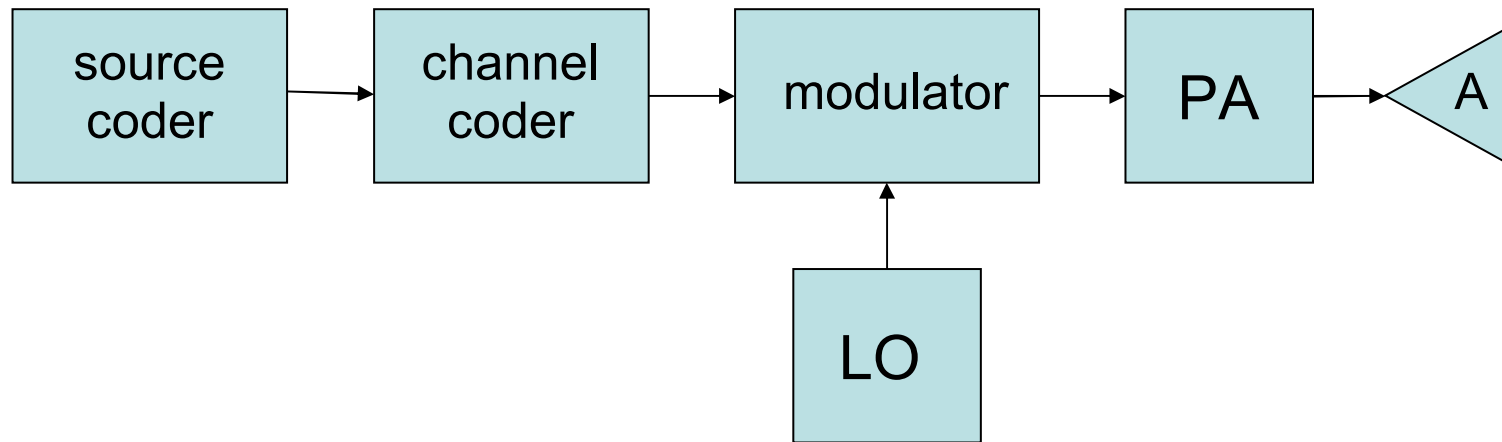 source
coder
channel
coder
modulator
PA
A
LO